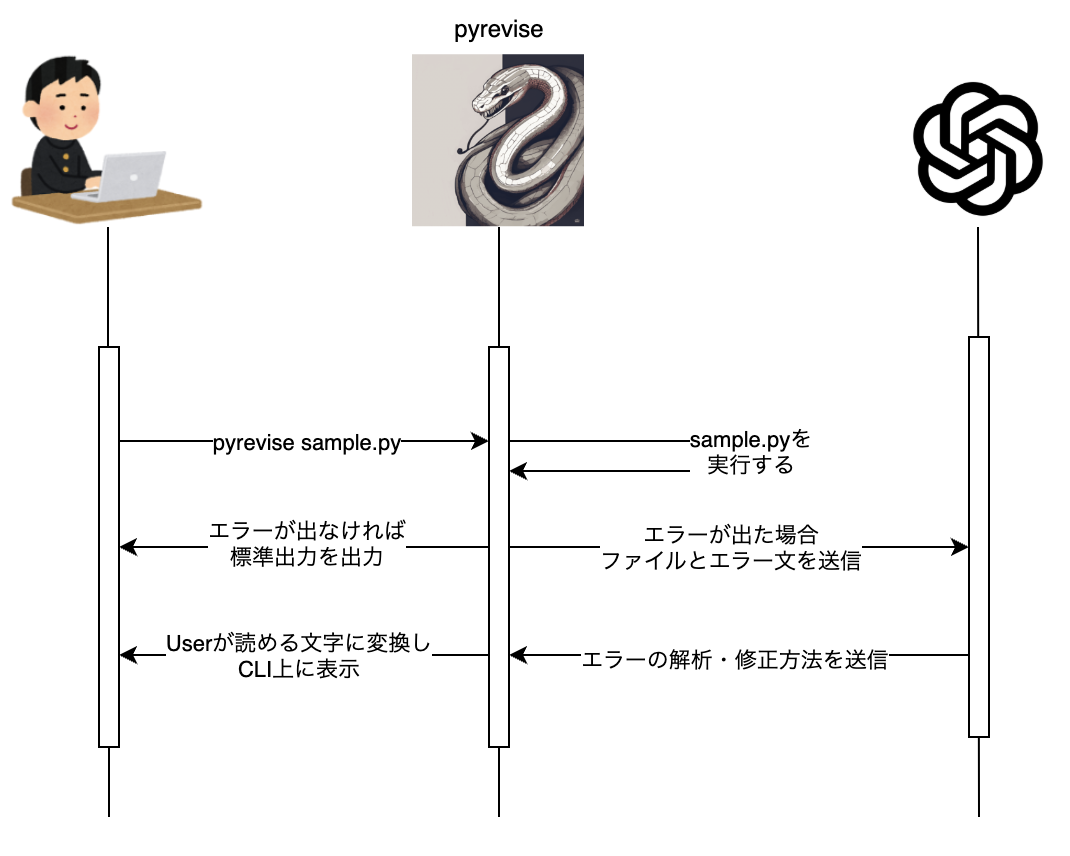 pyrevise
pyrevise sample.py
sample.pyを
実行する
エラーが出なければ
標準出力を出力
エラーが出た場合
ファイルとエラー文を送信
Userが読める文字に変換し
CLI上に表示
エラーの解析・修正方法を送信